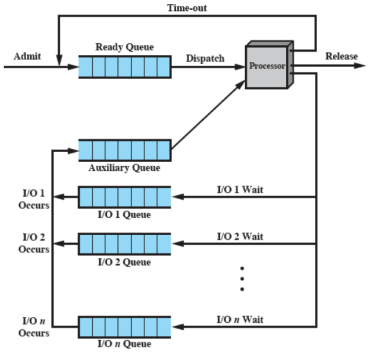 Time-out
Ready Queue
Admit
Dispatch
Processor
Release
Auxiliary Queue
I/O 1
Occurs
I/O 1 Wait
I/O 1 Queue
I/O 2
Occurs
I/O 2 Wait
I/O 2 Queue
I/O n
Occurs
I/O n Wait
I/O n Queue